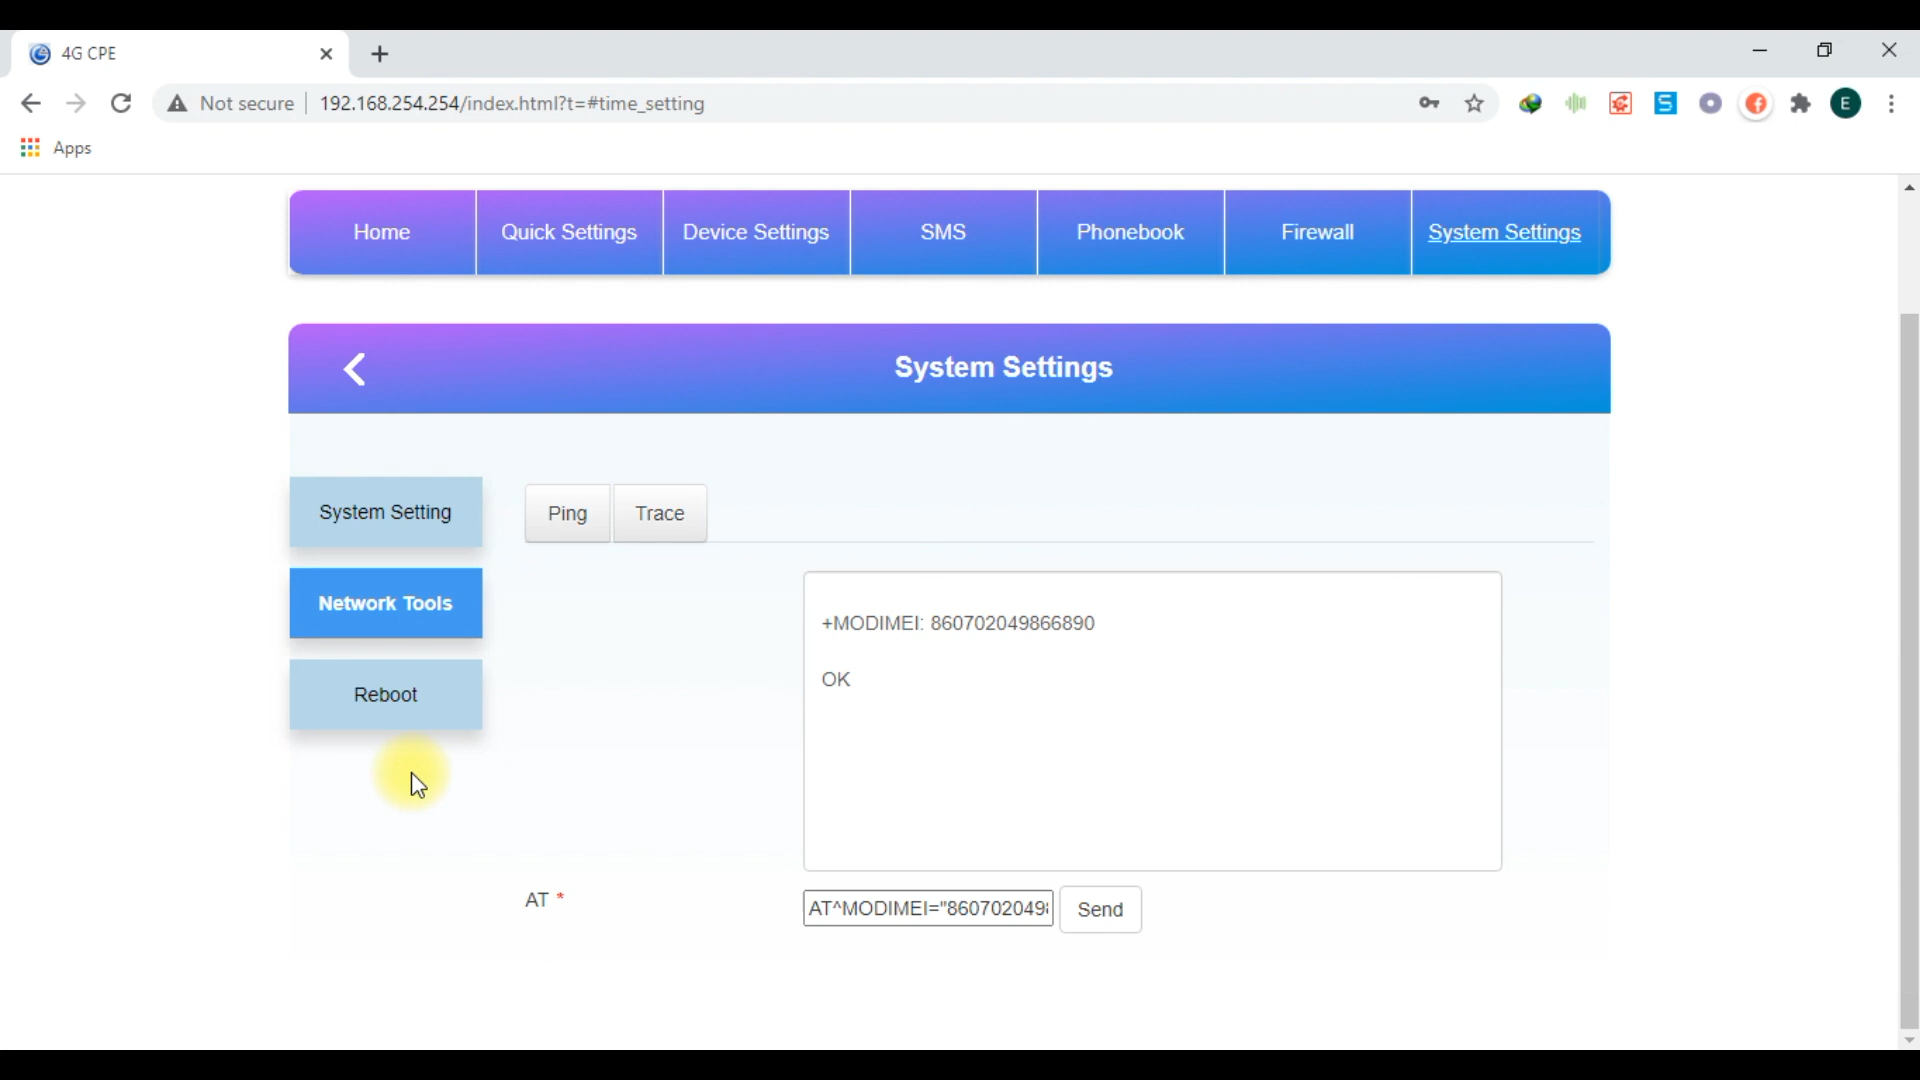 4G CPE
Not secure 192.168.254.254/index.html?t=#time_setting
E
Apps
Home Quick Settings Device Settings SMS Phonebook Firewall System Settings
System Settings
System Setting
Ping Trace
Network Tools
+MODIMEI: 860702049866890
Reboot
OK
AT *
AT^MODIMEI="860702049
Send